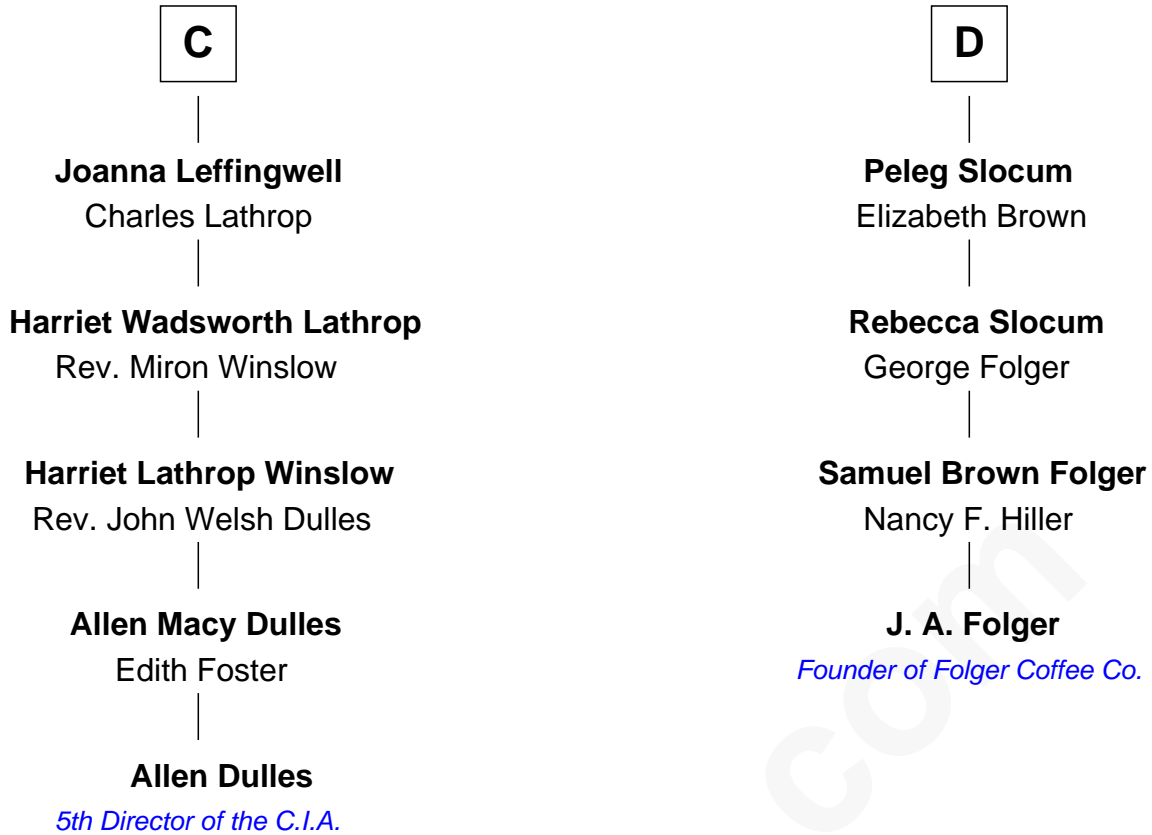 C
Joanna Leffingwell
Charles Lathrop
Harriet Wadsworth Lathrop
Rev. Miron Winslow
Harriet Lathrop Winslow
Rev. John Welsh Dulles
Allen Macy Dulles
Edith Foster
Allen Dulles
5th Director of the C.I.A.
D
Peleg Slocum
Elizabeth Brown
Rebecca Slocum
George Folger
Samuel Brown Folger
Nancy F. Hiller
J. A. Folger
Founder of Folger Coffee Co.
com